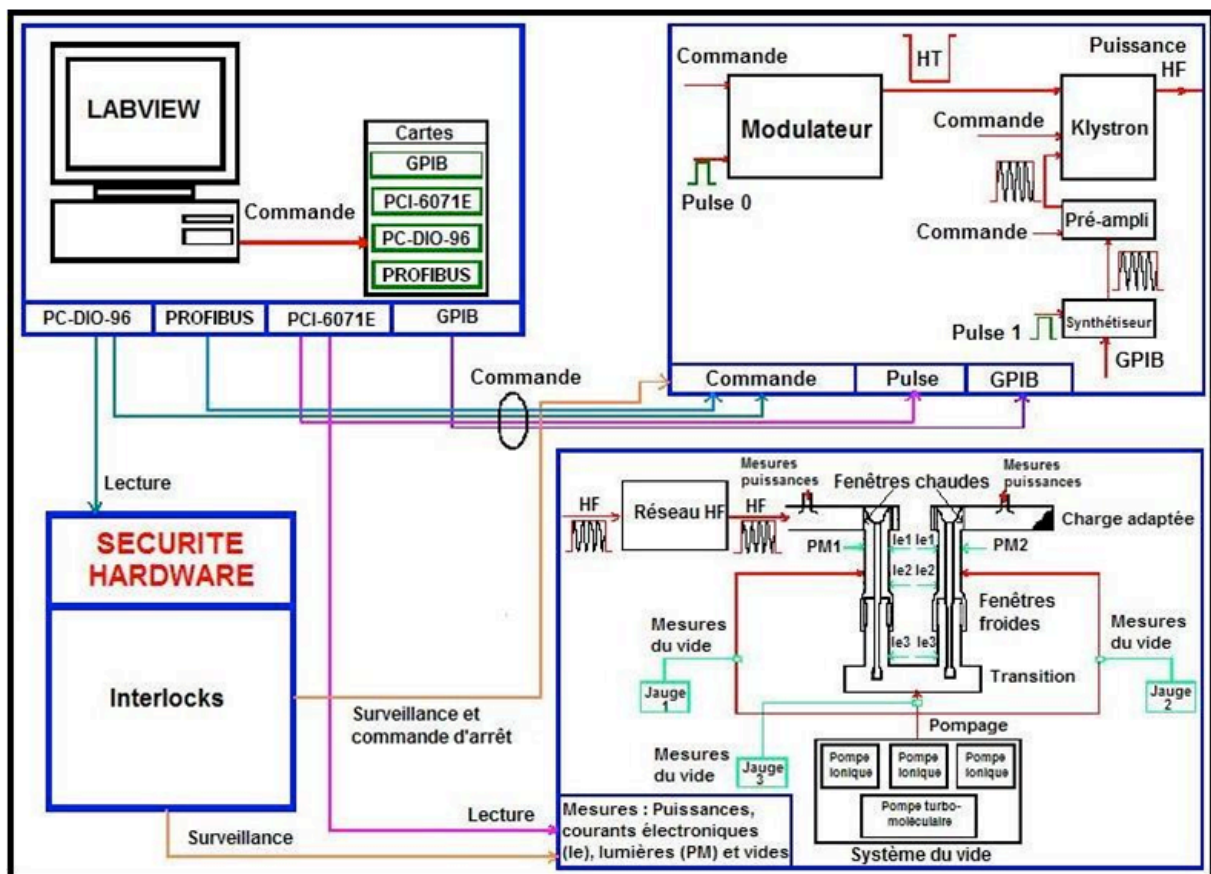 LABVIEW
Cartes
GPIB
PCI-6071E
PC-DIO-96
PROFIBUS
Commande
PC-DIO-96
PROFIBUS
PCI-6071E
GPIB
Commande
HT
Puissance
HF
Modulateur
Klystron
Commande
Pulse 0
Pré-ampli
Commande
Pulse 1
Synthétiseur
GPIB
Commande
Pulse
GPIB
Commande
Lecture
SECURITE
HARDWARE
Interlocks
Surveillance et
commande d'arrêt
Surveillance
Lecture
Mesures
puissances
Fenêtres chaudes
Mesures
puissances
HF
Réseau HF
HF
Charge adaptée
PM1
Ie1
Ie1
PM2
Ie2
Ie2
Fenêtres
froides
Ie3
Ie3
Mesures
du vide
Mesures
du vide
Jauge
1
Transition
Jauge
2
Pompage
Mesures
du vide
Jauge
3
Pompe
ionique
Pompe
ionique
Pompe
ionique
Pompe turbo-
moléculaire
Système du vide
Mesures : Puissances,
courants électroniques
(Ie), lumières (PM) et vides